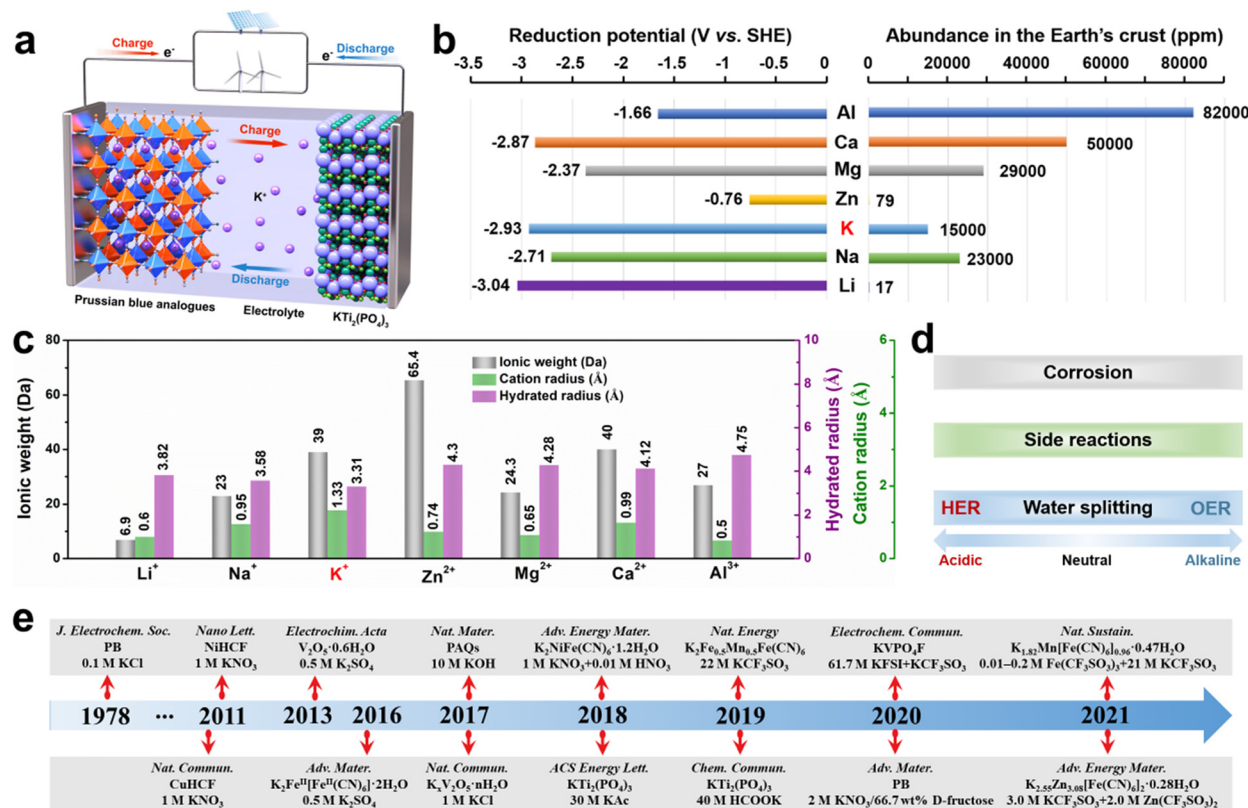 a
Charge
e⁻
e⁻
Discharge
Charge
K⁺
Discharge
Prussian blue analogues
Electrolyte
KTi₂(PO₄)₃
b
Reduction potential (V vs. SHE)
Abundance in the Earth's crust (ppm)
-3.5 -3 -2.5 -2 -1.5 -1 -0.5 0
0 20000 40000 60000 80000
-1.66 Al 82000
-2.87 Ca 50000
-2.37 Mg 29000
-0.76 Zn 79
-2.93 K 15000
-2.71 Na 23000
-3.04 Li 17
c
Ionic weight (Da)
80
60
40
20
0
Ionic weight (Da)
Cation radius (Å)
Hydrated radius (Å)
6.9 0.6 3.82
23 0.95 3.58
39 1.33 3.31
65.4 0.74 4.3
24.3 0.65 4.28
40 0.99 4.12
27 0.5 4.75
Li⁺ Na⁺ K⁺ Zn²⁺ Mg²⁺ Ca²⁺ Al³⁺
10
8
6
4
2
0
Hydrated radius (Å)
Cation radius (Å)
6
4
2
0
d
Corrosion
Side reactions
HER Water splitting OER
Acidic Neutral Alkaline
e
J. Electrochem. Soc.
PB
0.1 M KCl
Nano Lett.
NiHCF
1 M KNO₃
Electrochim. Acta
V₂O₅·0.6H₂O
0.5 M K₂SO₄
Nat. Mater.
PAQs
10 M KOH
Adv. Energy Mater.
K₂NiFe(CN)₆·1.2H₂O
1 M KNO₃+0.01 M HNO₃
Nat. Energy
K₂Fe₀.₅Mn₀.₅Fe(CN)₆
22 M KCF₃SO₃
Electrochem. Commun.
KVPO₄F
61.7 M KFSI+KCF₃SO₃
Nat. Sustain.
K₁.₈₂Mn[Fe(CN)₆]₀.₉₆·0.47H₂O
0.01–0.2 M Fe(CF₃SO₃)₃+21 M KCF₃SO₃
1978 ... 2011 2013 2016 2017 2018 2019 2020 2021
Nat. Commun.
CuHCF
1 M KNO₃
Adv. Mater.
K₂Feᴵᴵ[Feᴵᴵ(CN)₆]·2H₂O
0.5 M K₂SO₄
Nat. Commun.
KₓV₂O₅·nH₂O
1 M KCl
ACS Energy Lett.
KTi₂(PO₄)₃
30 M KAc
Chem. Commun.
KTi₂(PO₄)₃
40 M HCOOK
Adv. Mater.
PB
2 M KNO₃/66.7 wt% D-fructose
Adv. Energy Mater.
K₂.₅₅Zn₃.₀₈[Fe(CN)₆]₂·0.28H₂O
3.0 M KCF₃SO₃+2.0 M Zn(CF₃SO₃)₂